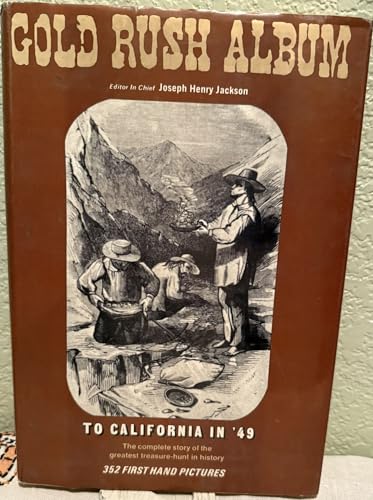 GOLD RUSH ALBUM
Editor In Chief Joseph Henry Jackson
TO CALIFORNIA IN '49
The complete story of the
greatest treasure-hunt in history
352 FIRST HAND PICTURES